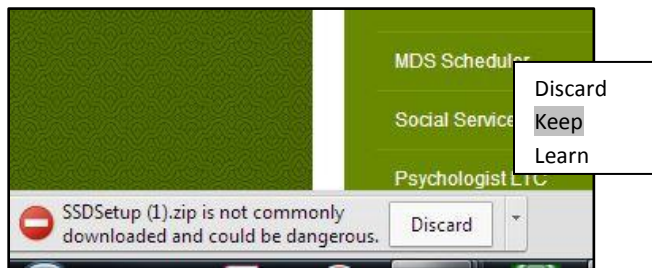 MDS Scheduler
Social Service
Psychologist LTC
Discard
Keep
Learn
SSDSetup (1).zip is not commonly
downloaded and could be dangerous.
Discard